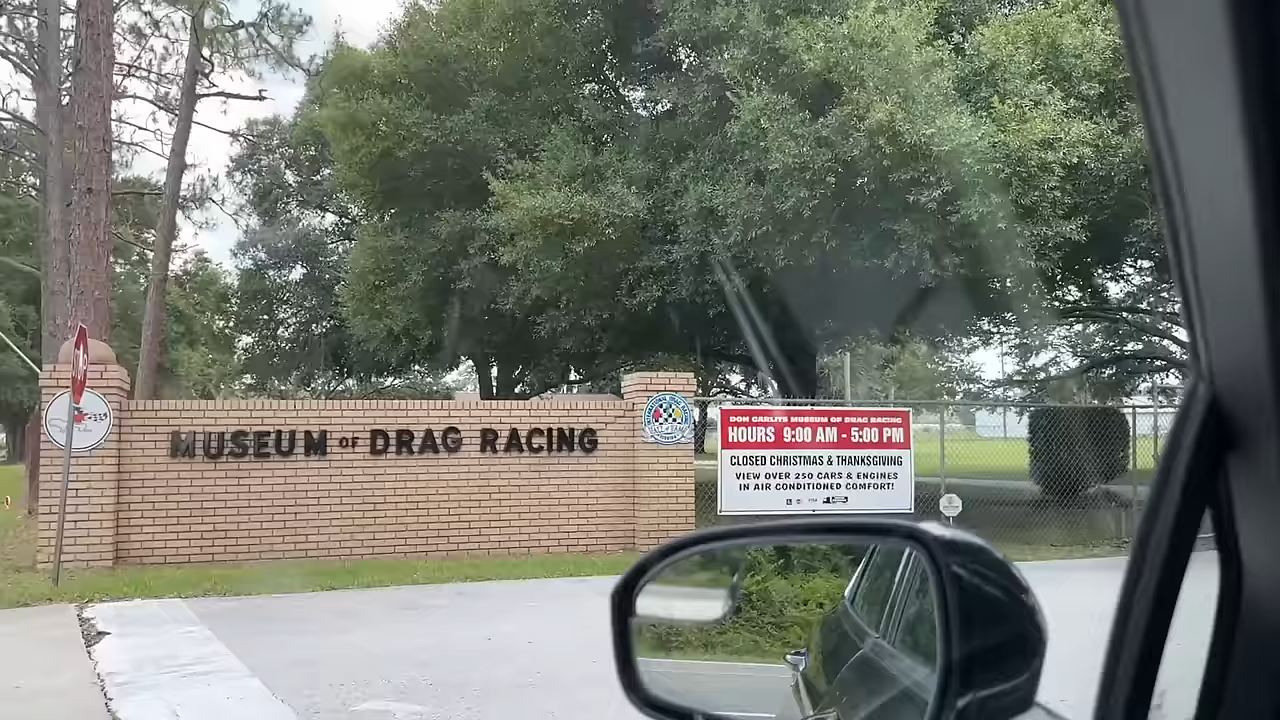 STOP
MUSEUM OF DRAG RACING
DON GARLITS MUSEUM OF DRAG RACING
HOURS 9:00 AM - 5:00 PM
CLOSED CHRISTMAS & THANKSGIVING
VIEW OVER 250 CARS & ENGINES
IN AIR CONDITIONED COMFORT!